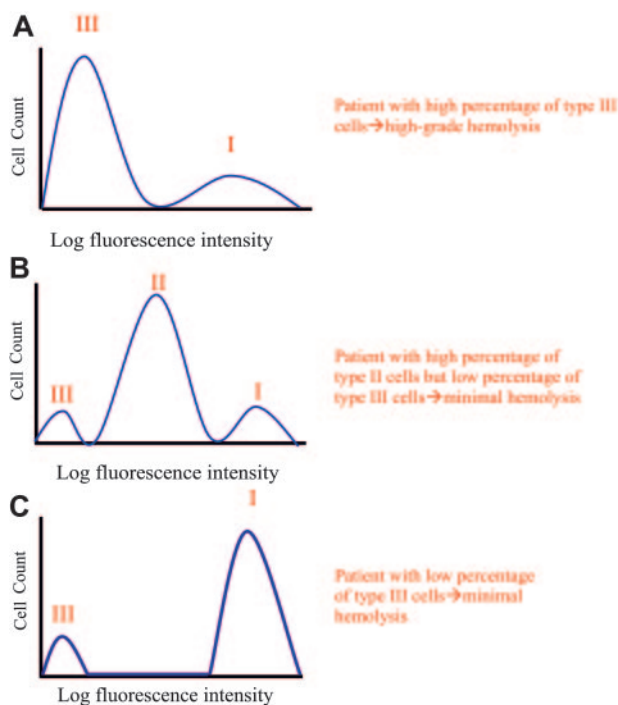 A
III
I
Cell Count
Log fluorescence intensity
Patient with high percentage of type III
cells→high-grade hemolysis
B
II
III
I
Cell Count
Log fluorescence intensity
Patient with high percentage of
type II cells but low percentage of
type III cells→minimal hemolysis
C
I
III
Cell Count
Log fluorescence intensity
Patient with low percentage
of type III cells→minimal
hemolysis